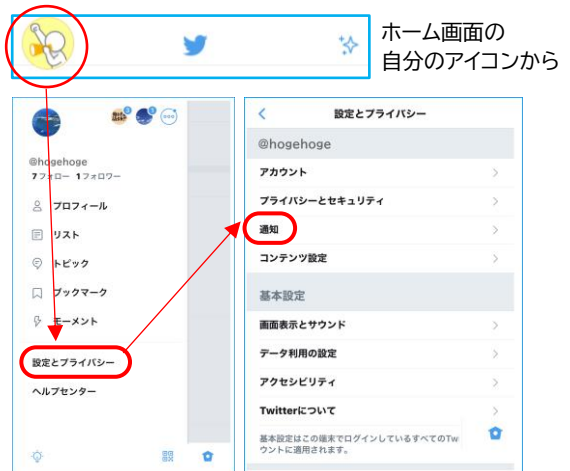 ホーム画面の
自分のアイコンから
@hogehoge
7フォロー 1フォロワー
プロフィール
リスト
トピック
ブックマーク
モーメント
設定とプライバシー
ヘルプセンター
設定とプライバシー
@hogehoge
アカウント
プライバシーとセキュリティ
通知
コンテンツ設定
基本設定
画面表示とサウンド
データ利用の設定
アクセシビリティ
Twitterについて
基本設定はこの端末でログインしているすべてのTw
ウントに適用されます。